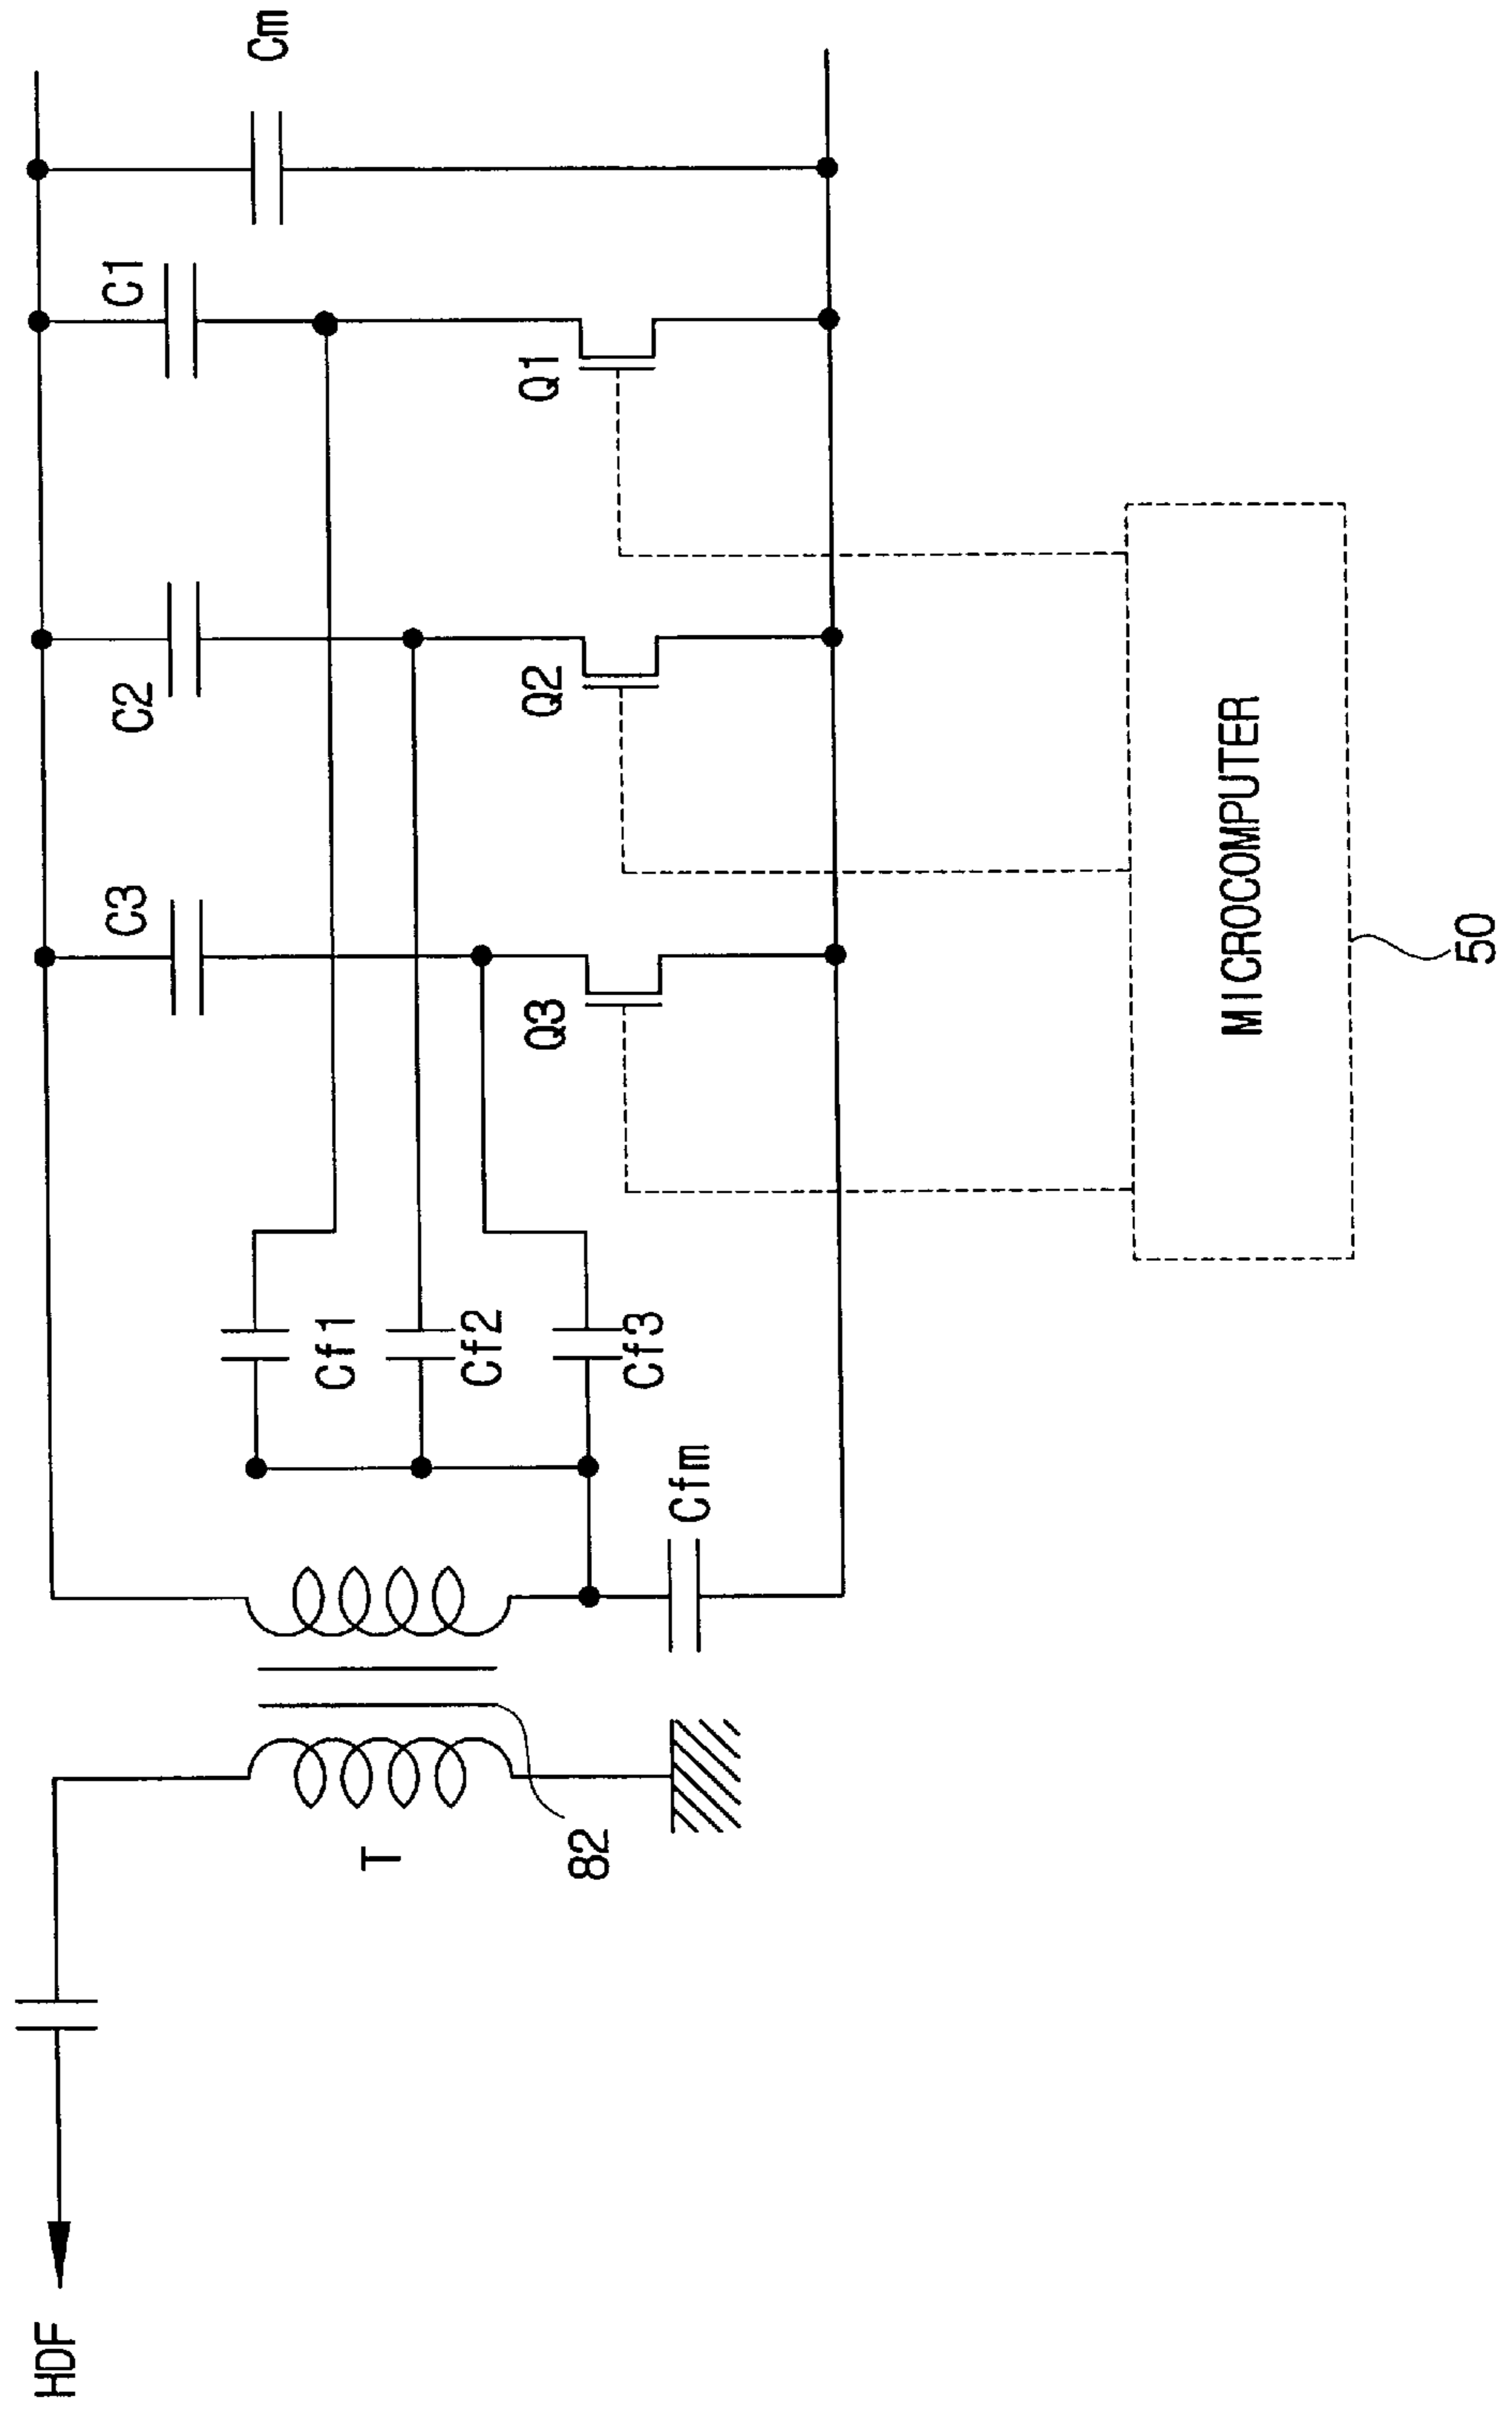 Cm
C1
C2
C3
Q1
Q2
Q3
Cf1
Cf2
Cf3
Cfm
MICROCOMPUTER
50
T
82
HDF